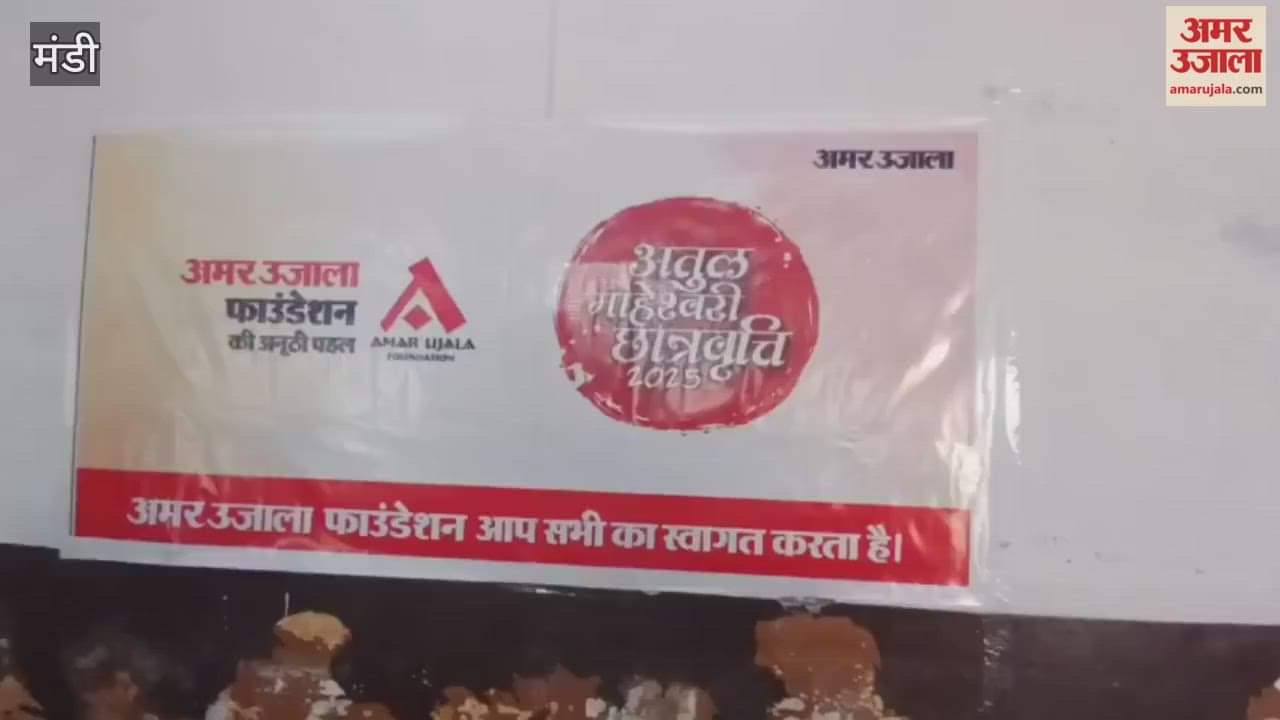 मंडी
अमर
उजाला
amarujala.com
अमर उजाला
अमर उजाला
फाउंडेशन
की अनूठी पहल
AMAR UJALA
FOUNDATION
अतुल
माहेश्वरी
छात्रवृत्ति
2025
अमर उजाला फाउंडेशन आप सभी का स्वागत करता है।